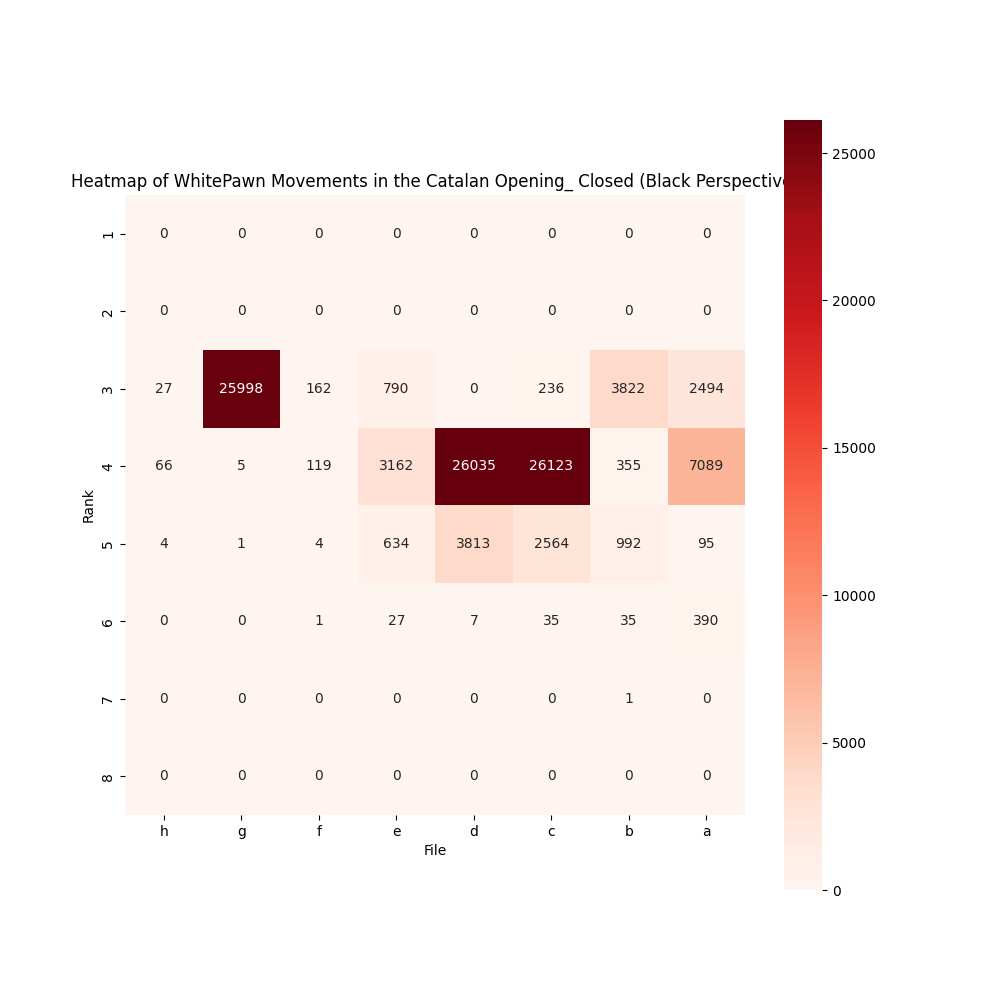 Heatmap of WhitePawn Movements in the Catalan Opening_ Closed (Black Perspective
25000
20000
15000
10000
5000
0
Rank
1 0 0 0 0 0 0 0 0
2 0 0 0 0 0 0 0 0
3 27 25998 162 790 0 236 3822 2494
4 66 5 119 3162 26035 26123 355 7089
5 4 1 4 634 3813 2564 992 95
6 0 0 1 27 7 35 35 390
7 0 0 0 0 0 0 1 0
8 0 0 0 0 0 0 0 0
h g f e d c b a
File